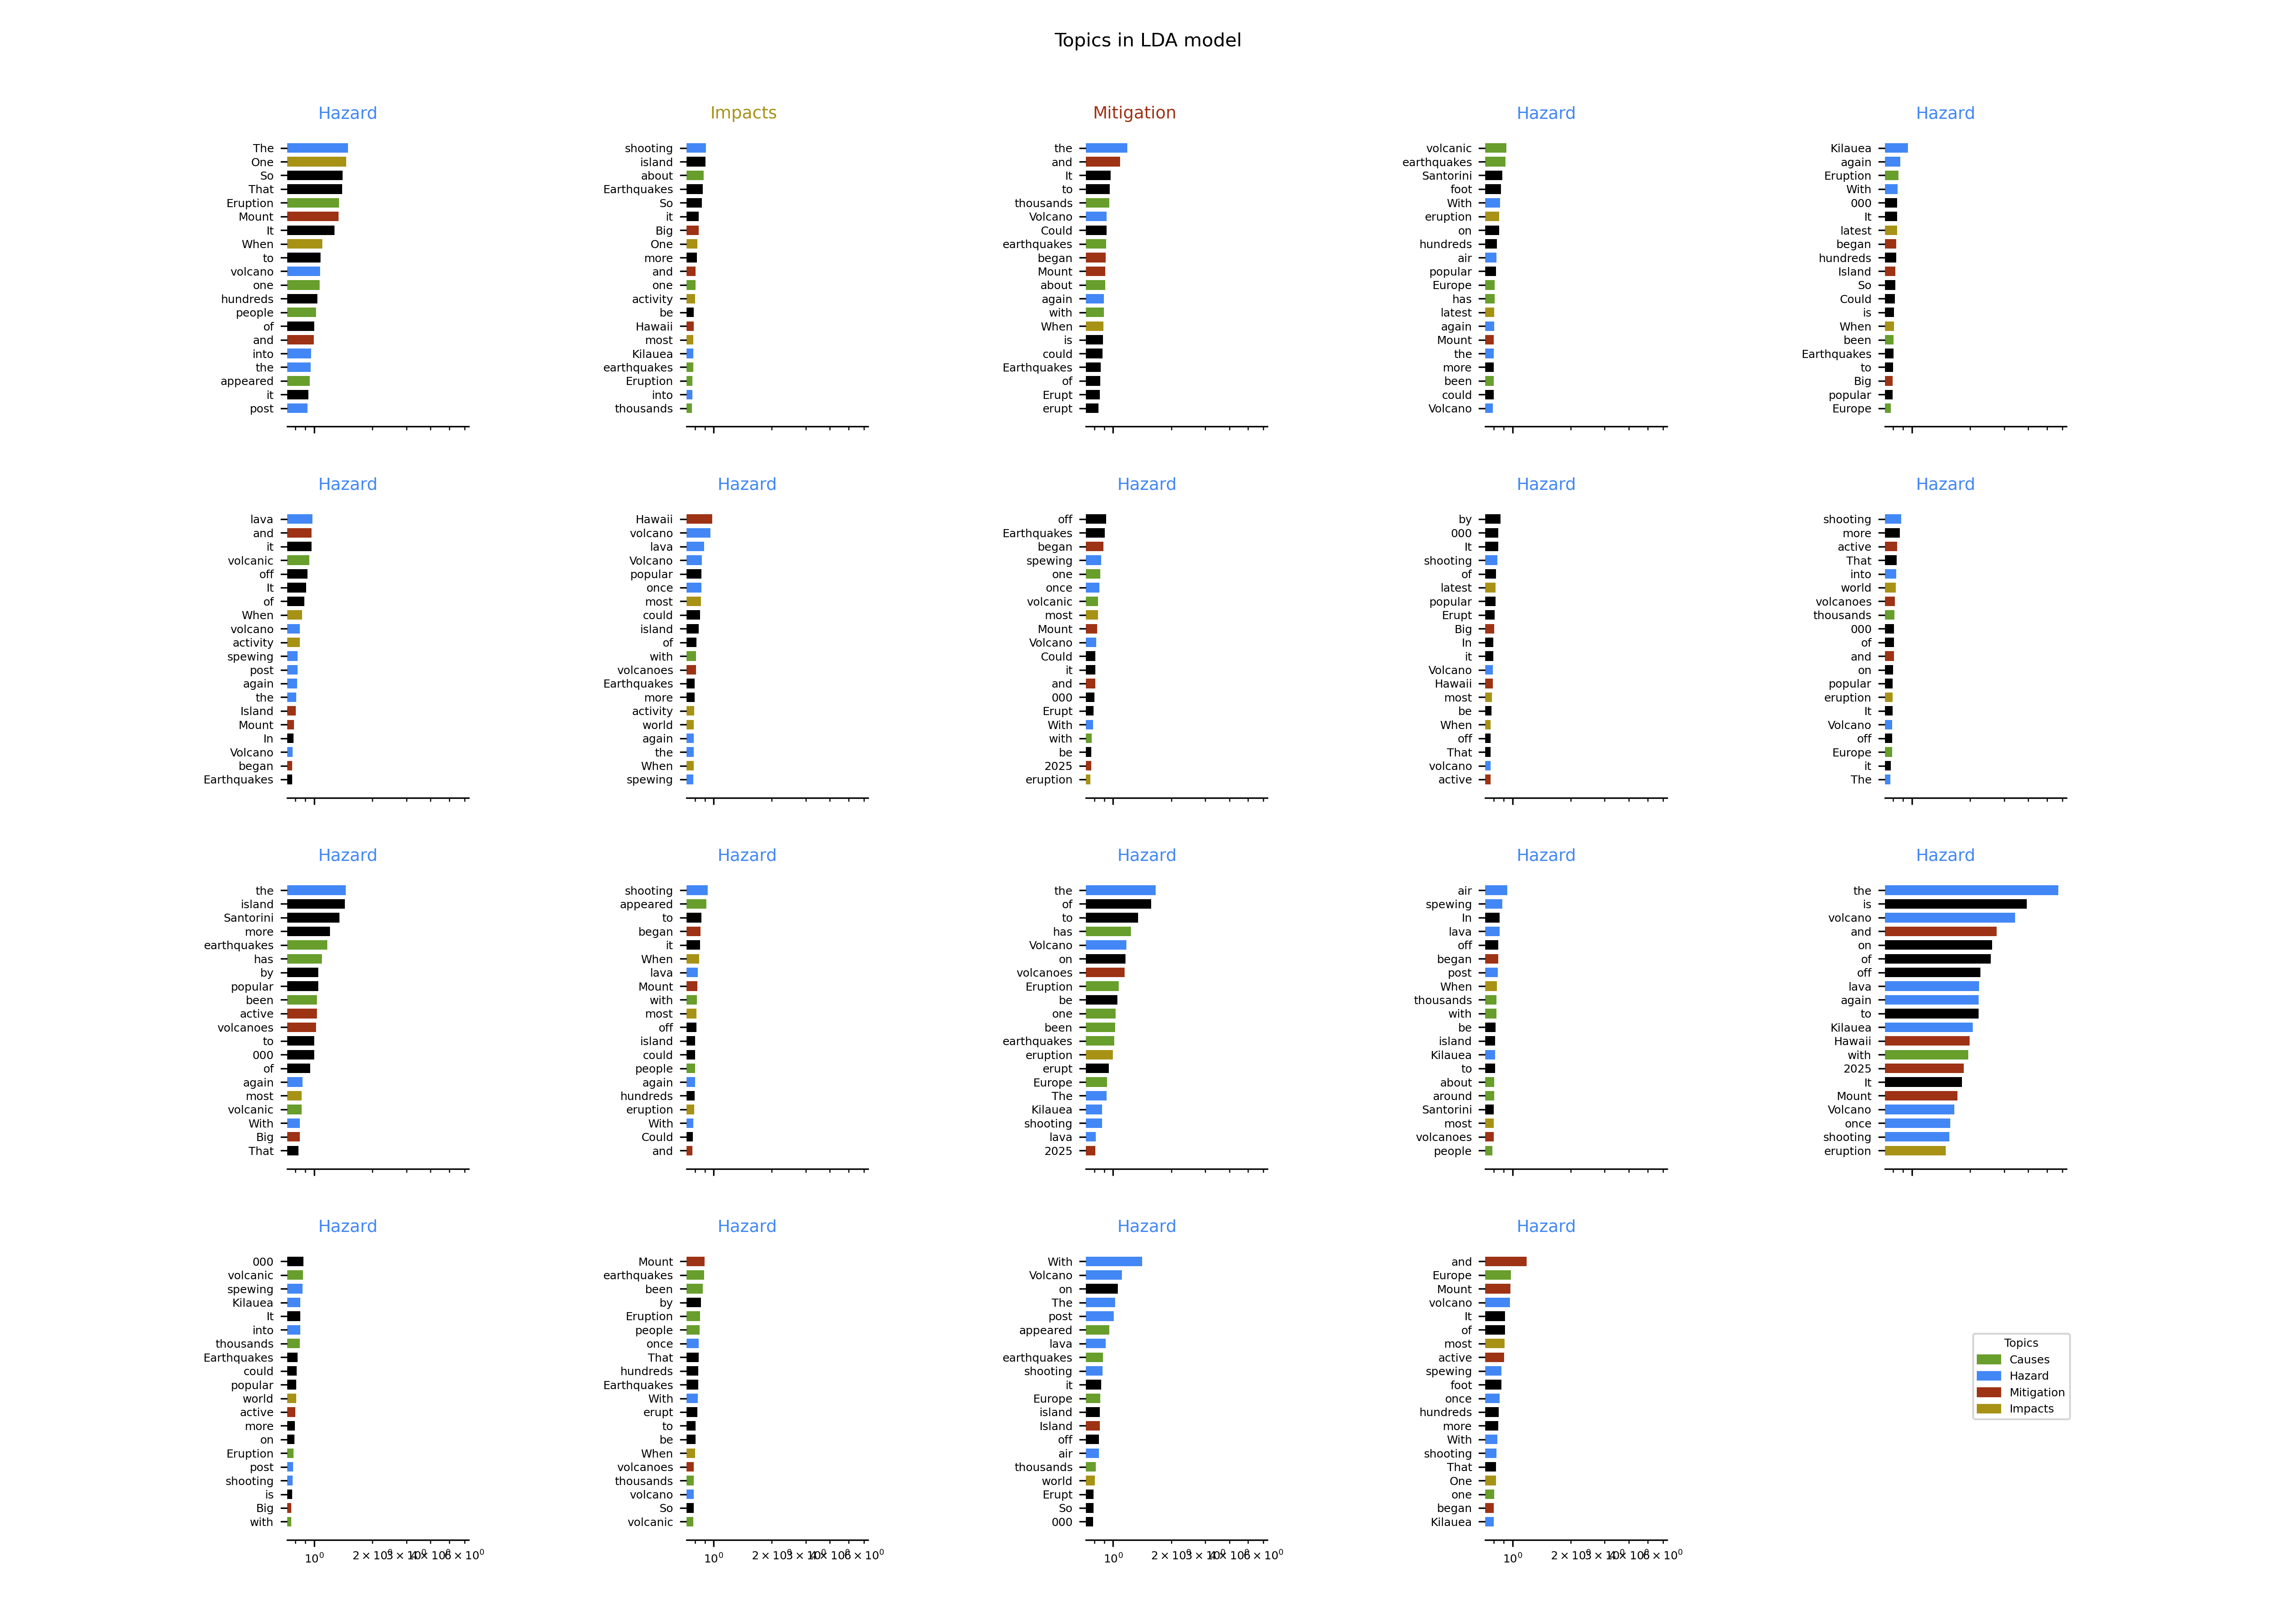 Topics in LDA model
Hazard
The
One
So
That
Eruption
Mount
It
When
to
volcano
one
hundreds
people
of
and
into
the
appeared
it
post
Impacts
shooting
island
about
Earthquakes
So
it
Big
One
more
and
one
activity
be
Hawaii
most
Kilauea
earthquakes
Eruption
into
thousands
Mitigation
the
and
It
to
thousands
Volcano
Could
earthquakes
began
Mount
about
again
with
When
is
could
Earthquakes
of
Erupt
erupt
Hazard
volcanic
earthquakes
Santorini
foot
With
eruption
on
hundreds
air
popular
Europe
has
latest
again
Mount
the
more
been
could
Volcano
Hazard
Kilauea
again
Eruption
With
000
It
latest
began
hundreds
Island
So
Could
is
When
been
Earthquakes
to
Big
popular
Europe
Hazard
lava
and
it
volcanic
off
It
of
When
volcano
activity
spewing
post
again
the
Island
Mount
In
Volcano
began
Earthquakes
Hazard
Hawaii
volcano
lava
Volcano
popular
once
most
could
island
of
with
volcanoes
Earthquakes
more
activity
world
again
the
When
spewing
Hazard
off
Earthquakes
began
spewing
one
once
volcanic
most
Mount
Volcano
Could
it
and
000
Erupt
With
with
be
2025
eruption
Hazard
by
000
It
shooting
of
latest
popular
Erupt
Big
In
it
Volcano
Hawaii
most
be
When
off
That
volcano
active
Hazard
shooting
more
active
That
into
world
volcanoes
thousands
000
of
and
on
popular
eruption
It
Volcano
off
Europe
it
The
Hazard
the
island
Santorini
more
earthquakes
has
by
popular
been
active
volcanoes
to
000
of
again
most
volcanic
With
Big
That
Hazard
shooting
appeared
to
began
it
When
lava
Mount
with
most
off
island
could
people
again
hundreds
eruption
With
Could
and
Hazard
the
of
to
has
Volcano
on
volcanoes
Eruption
be
one
been
earthquakes
eruption
erupt
Europe
The
Kilauea
shooting
lava
2025
Hazard
air
spewing
In
lava
off
began
post
When
thousands
with
be
island
Kilauea
to
about
around
Santorini
most
volcanoes
people
Hazard
the
is
volcano
and
on
of
off
lava
again
to
Kilauea
Hawaii
with
2025
It
Mount
Volcano
once
shooting
eruption
Hazard
000
volcanic
spewing
Kilauea
It
into
thousands
Earthquakes
could
popular
world
active
more
on
Eruption
post
shooting
is
Big
with
10⁰
Hazard
Mount
earthquakes
been
by
Eruption
people
once
That
hundreds
Earthquakes
With
erupt
to
be
When
volcanoes
thousands
volcano
So
volcanic
10⁰
Hazard
With
Volcano
on
The
post
appeared
lava
earthquakes
shooting
it
Europe
island
Island
off
air
thousands
world
Erupt
So
000
10⁰
Hazard
and
Europe
Mount
volcano
It
of
most
active
spewing
foot
once
hundreds
more
With
shooting
That
One
one
began
Kilauea
10⁰
Topics
Causes
Hazard
Mitigation
Impacts